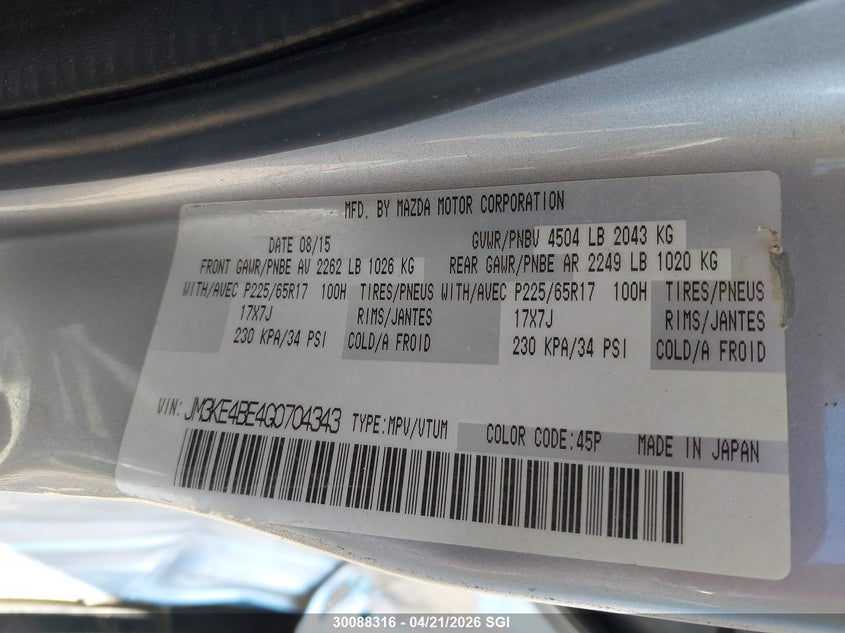 MFD. BY MAZDA MOTOR CORPORATION
DATE 08/15 GVWR/PNBV 4504 LB 2043 KG
FRONT GAWR/PNBE AV 2262 LB 1026 KG REAR GAWR/PNBE AR 2249 LB 1020 KG
WITH/AVEC P225/65R17 100H TIRES/PNEUS WITH/AVEC P225/65R17 100H TIRES/PNEUS
17X7J RIMS/JANTES 17X7J RIMS/JANTES
230 KPA/34 PSI COLD/A FROID 230 KPA/34 PSI COLD/A FROID
VIN: JM3KE4BE4G0704343 TYPE:MPV/VTUM COLOR CODE:45P MADE IN JAPAN
30088316 - 04/21/2026 SGI